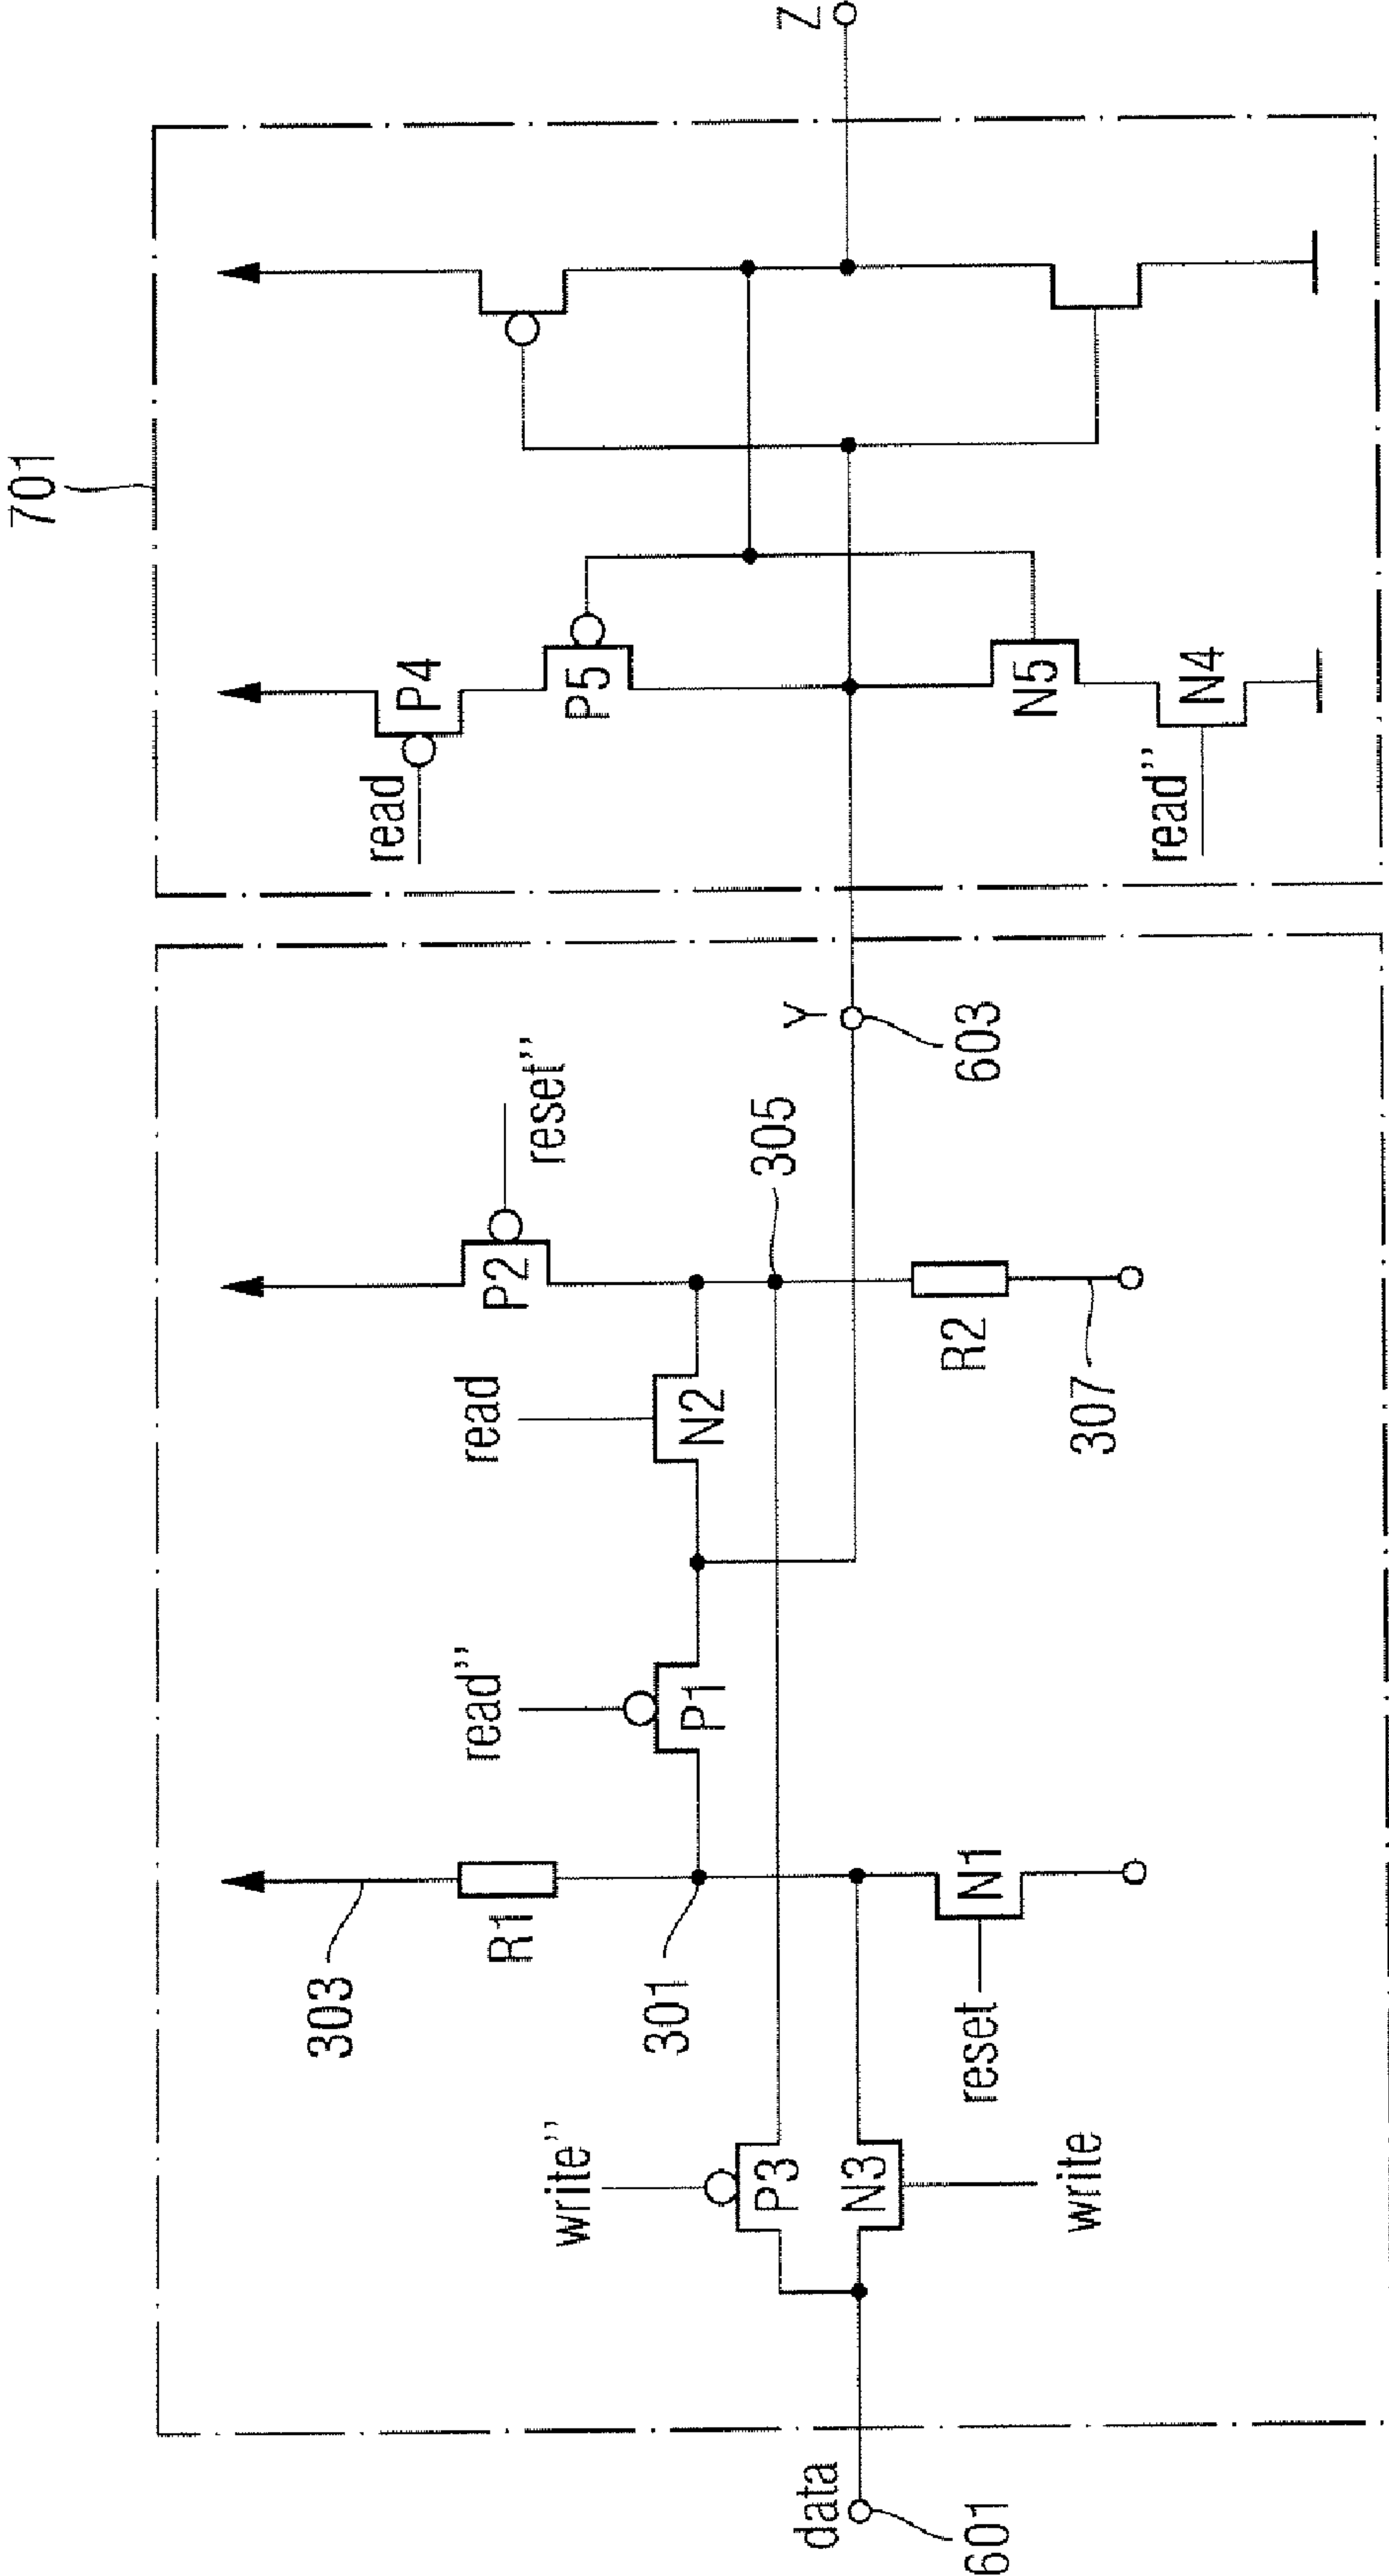 701
read
P4
P5
N5
N4
read’’
Z
303
R1
301
read’’
P1
read
N2
P2
reset’’
305
Y
603
R2
307
write’’
P3
N3
write
reset
N1
data
601